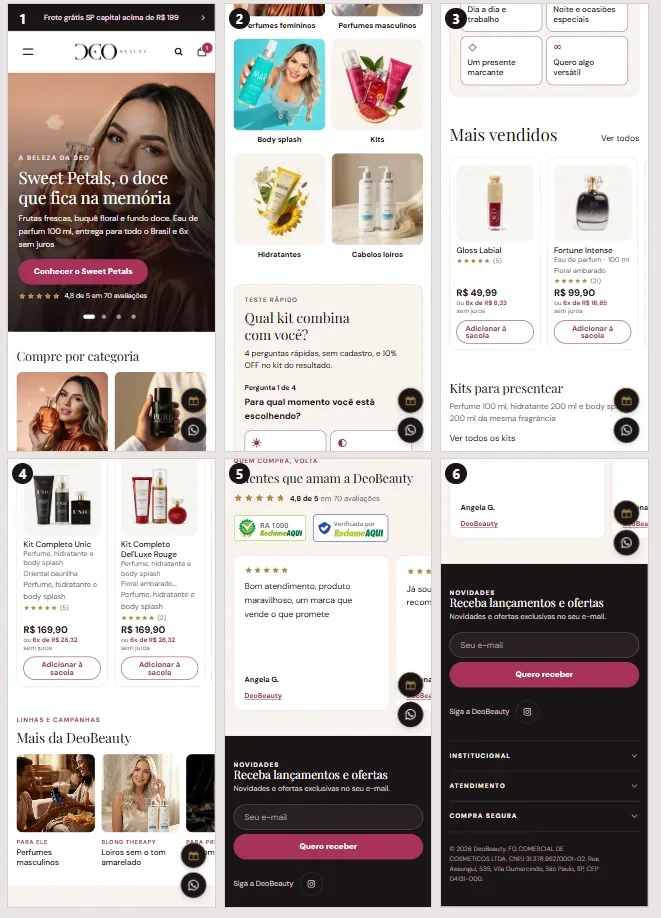 1
Frete grátis SP capital acima de R$ 199
DEO BEAUTY
1
A BELEZA DA DEO
Sweet Petals, o doce
que fica na memória
Frutas frescas, buquê floral e fundo doce. Eau de
parfum 100 ml, entrega para todo o Brasil e 6x
sem juros
Conhecer o Sweet Petals
4,8 de 5 em 70 avaliações
Compre por categoria
2
erfumes femininos
Perfumes masculinos
Body splash
Kits
Hidratantes
Cabelos loiros
TESTE RÁPIDO
Qual kit combina
com você?
4 perguntas rápidas, sem cadastro, e 10%
OFF no kit do resultado.
Pergunta 1 de 4
Para qual momento você está
escolhendo?
3
Dia a dia e
trabalho
Noite e ocasiões
especiais
Um presente
marcante
Quero algo
versátil
Mais vendidos
Ver todos
Gloss Labial
(5)
R$ 49,99
ou 6x de R$ 8,33
sem juros
Adicionar à
sacola
Fortune Intense
Eau de parfum · 100 ml
Floral ambarado
(21)
R$ 99,90
ou 6x de R$ 16,65
sem juros
Adicionar à
sacola
Kits para presentear
Perfume 100 ml, hidratante 200 ml e body sp
200 ml da mesma fragrância
Ver todos os kits
4
UNIC
Kit Completo Unic
Perfume, hidratante e
body splash
Oriental baunilha
Perfume, hidratante e
body splash
(5)
R$ 169,90
ou 6x de R$ 28,32
sem juros
Adicionar à
sacola
Kit Completo
Del'Luxe Rouge
Perfume, hidratante e
body splash
Floral ambarado...
Perfume, hidratante e
body splash
(2)
R$ 169,90
ou 6x de R$ 28,32
sem juros
Adicionar à
sacola
LINHAS E CAMPANHAS
Mais da DeoBeauty
PARA ELE
Perfumes
masculinos
BLOND THERAPY
Loiros sem o tom
amarelado
PARA PR
5
QUEM COMPRA, VOLTA
entes que amam a DeoBeauty
4,8 de 5 em 70 avaliações
RA 1000
ReclameAQUI
Verificada por
ReclameAQUI
Bom atendimento, produto
maravilhoso, um marca que
vende o que promete
Angela G.
DeoBeauty
Já sou
recom
NOVIDADES
Receba lançamentos e ofertas
Novidades e ofertas exclusivas no seu e-mail.
Seu e-mail
Quero receber
Siga a DeoBeauty
6
Angela G.
DeoBeauty
NOVIDADES
Receba lançamentos e ofertas
Novidades e ofertas exclusivas no seu e-mail.
Seu e-mail
Quero receber
Siga a DeoBeauty
INSTITUCIONAL
ATENDIMENTO
COMPRA SEGURA
© 2026 DeoBeauty. FG COMERCIAL DE
COSMETICOS LTDA. CNPJ 31.378.962/0001-02. Rua
Assunguí, 535, Vila Gumercindo, São Paulo, SP, CEP
04131-000.